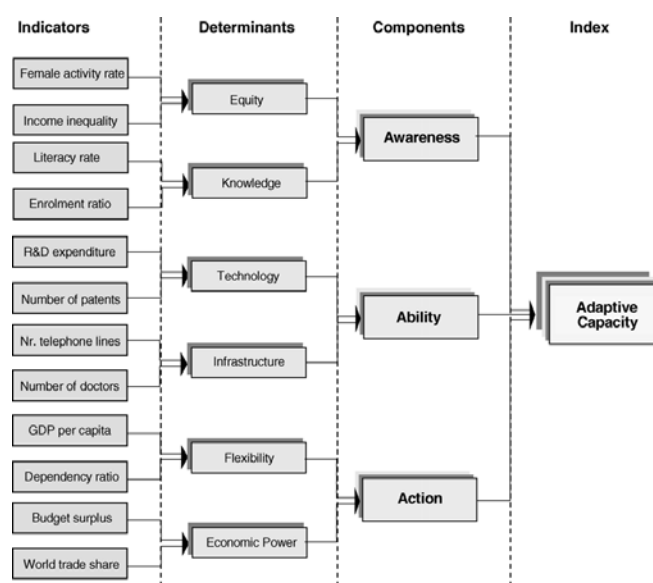 Indicators
Determinants
Components
Index
Female activity rate
Income inequality
Literacy rate
Enrolment ratio
R&D expenditure
Number of patents
Nr. telephone lines
Number of doctors
GDP per capita
Dependency ratio
Budget surplus
World trade share
Equity
Knowledge
Technology
Infrastructure
Flexibility
Economic Power
Awareness
Ability
Action
Adaptive
Capacity